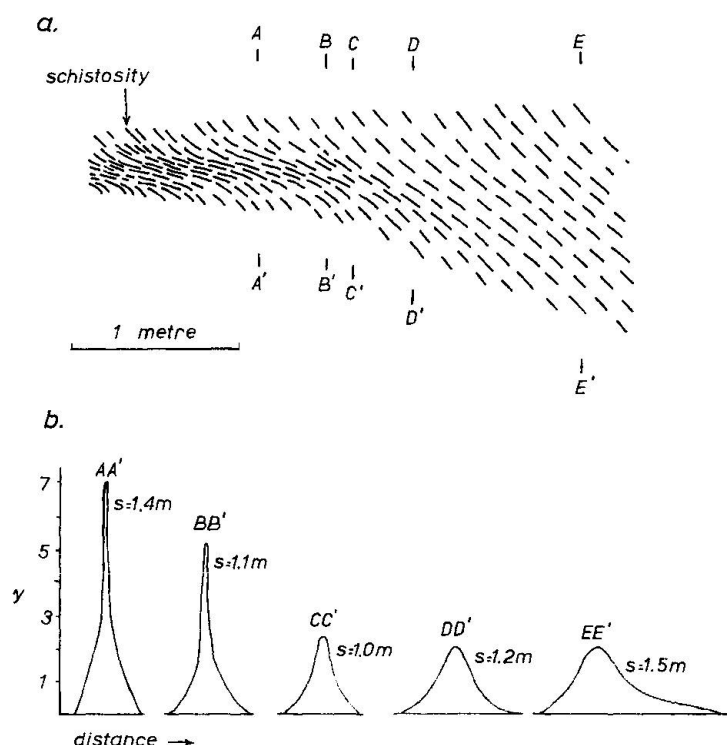 a.
A B C D E
schistosity
A' B' C' D' E'
1 metre
b.
AA' BB' CC' DD' EE'
s=1.4m s=1.1m s=1.0m s=1.2m s=1.5m
7
5
3
1
γ
distance →